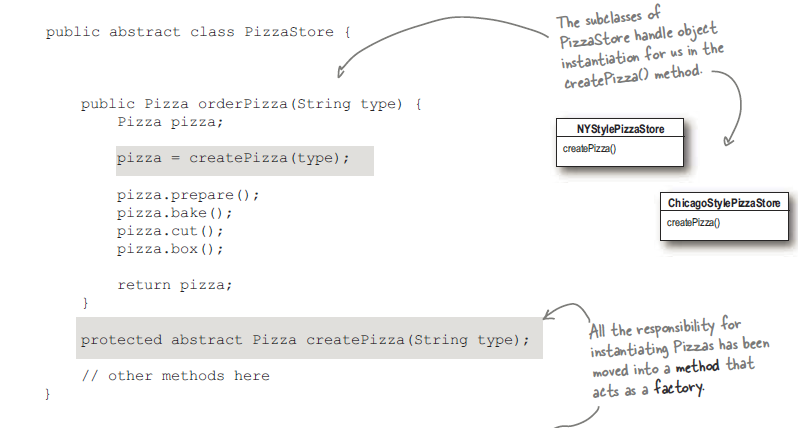 public abstract class PizzaStore {
The subclasses of
PizzaStore handle object
instantiation for us in the
createPizza() method.
public Pizza orderPizza(String type) {
Pizza pizza;
pizza = createPizza(type);
pizza.prepare();
pizza.bake();
pizza.cut();
pizza.box();
return pizza;
}
NYStylePizzaStore
createPizza()
ChicagoStylePizzaStore
createPizza()
protected abstract Pizza createPizza(String type);
// other methods here
}
All the responsibility for
instantiating Pizzas has been
moved into a method that
acts as a factory.